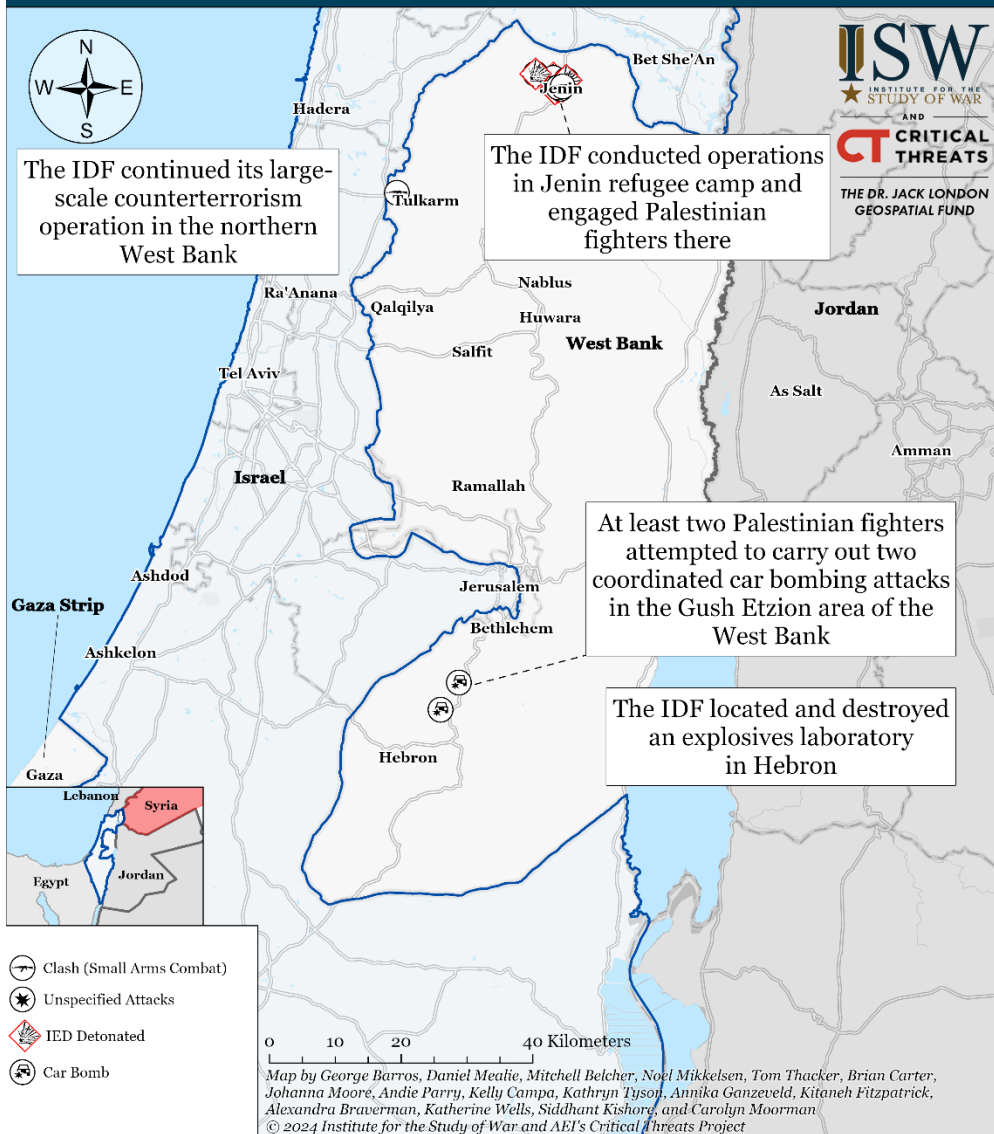 N
W
E
S
ISW
INSTITUTE FOR THE
STUDY OF WAR
AND
CT CRITICAL
THREATS
THE DR. JACK LONDON
GEOSPATIAL FUND
Bet She'An
Hadera
Jenin
The IDF continued its large-
scale counterterrorism
operation in the northern
West Bank
The IDF conducted operations
in Jenin refugee camp and
engaged Palestinian
fighters there
Tulkarm
Nablus
Ra'Anana
Qalqilya
Huwara
Jordan
West Bank
Salfit
Tel Aviv
As Salt
Amman
Israel
Ramallah
At least two Palestinian fighters
attempted to carry out two
coordinated car bombing attacks
in the Gush Etzion area of the
West Bank
Ashdod
Jerusalem
Gaza Strip
Bethlehem
Ashkelon
The IDF located and destroyed
an explosives laboratory
in Hebron
Hebron
Gaza
Lebanon
Syria
Egypt
Jordan
Clash (Small Arms Combat)
Unspecified Attacks
IED Detonated
Car Bomb
0 10 20 40 Kilometers
Map by George Barros, Daniel Mealie, Mitchell Belcher, Noel Mikkelsen, Tom Thacker, Brian Carter,
Johanna Moore, Andie Parry, Kelly Campa, Kathryn Tyson, Annika Ganzeveld, Kitaneh Fitzpatrick,
Alexandra Braverman, Katherine Wells, Siddhant Kishore, and Carolyn Moorman
© 2024 Institute for the Study of War and AEI's Critical Threats Project